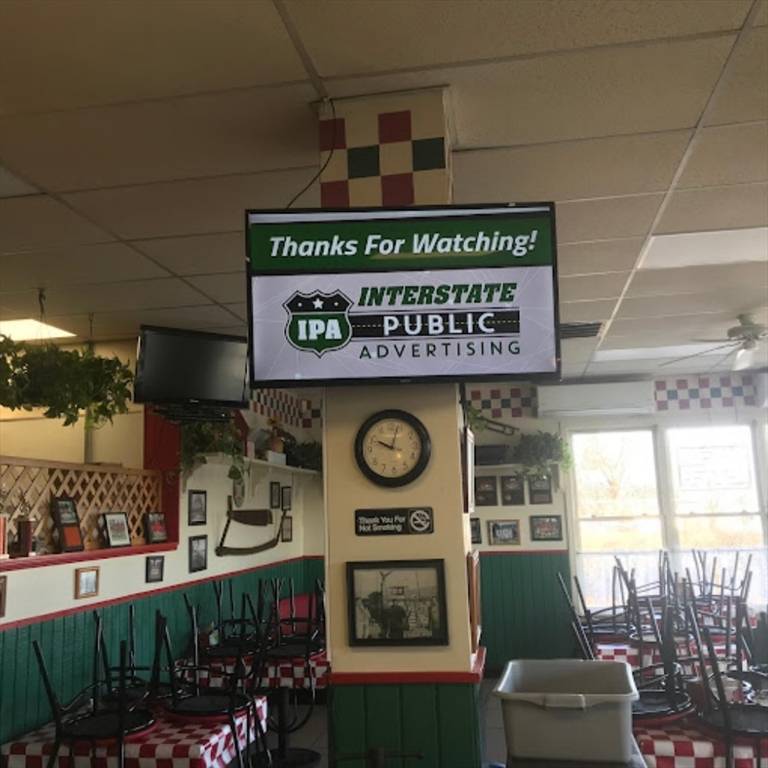 Thanks For Watching!
IPA
INTERSTATE
PUBLIC
ADVERTISING
Thank You For
Not Smoking